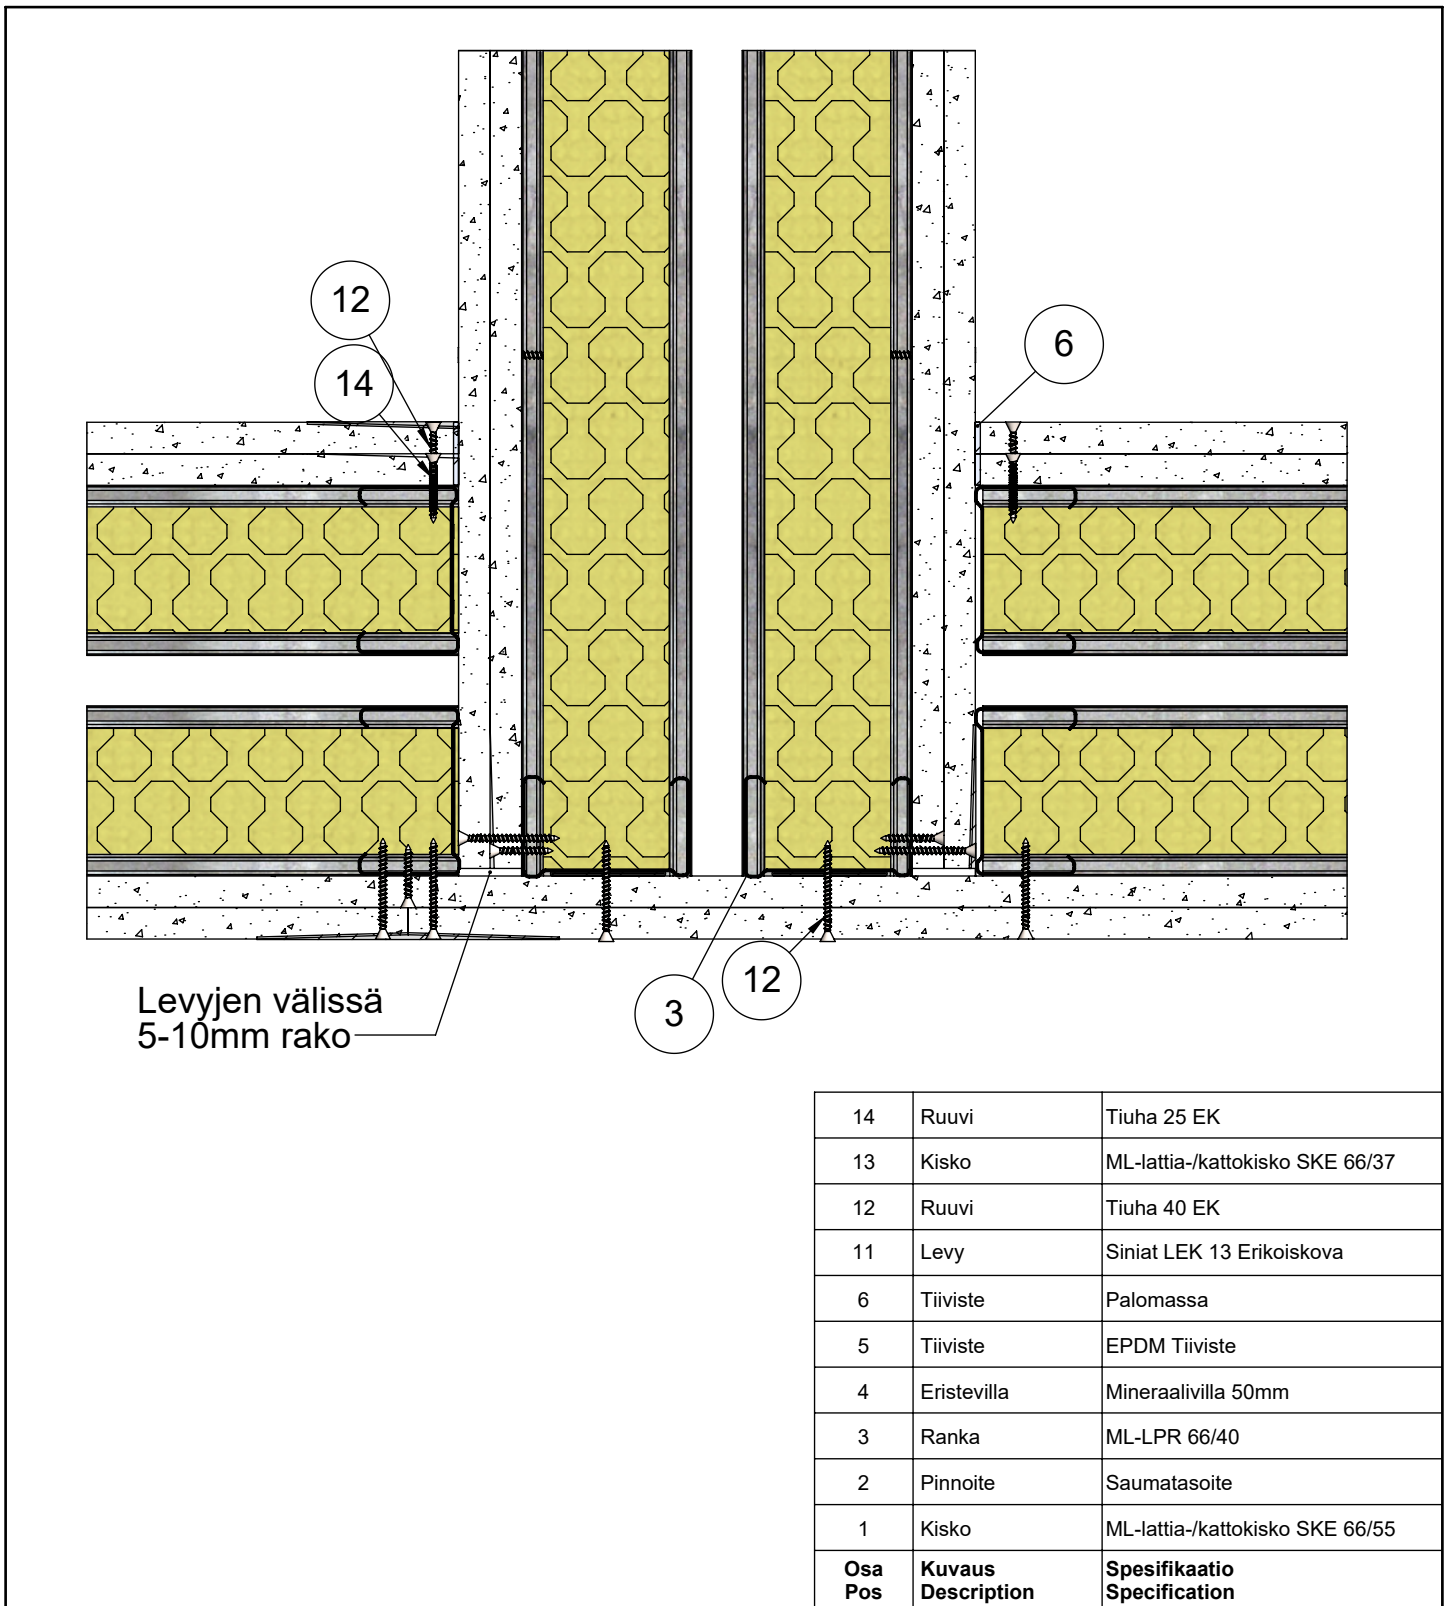 12
14
6
Levyjen välissä
5-10mm rako
3
12
14 Ruuvi Tiuha 25 EK
13 Kisko ML-lattia-/kattokisko SKE 66/37
12 Ruuvi Tiuha 40 EK
11 Levy Siniat LEK 13 Erikoiskova
6 Tiiviste Palomassa
5 Tiiviste EPDM Tiiviste
4 Eristevilla Mineraalivilla 50mm
3 Ranka ML-LPR 66/40
2 Pinnoite Saumatasoite
1 Kisko ML-lattia-/kattokisko SKE 66/55
Osa Kuvaus Spesifikaatio
Pos Description Specification